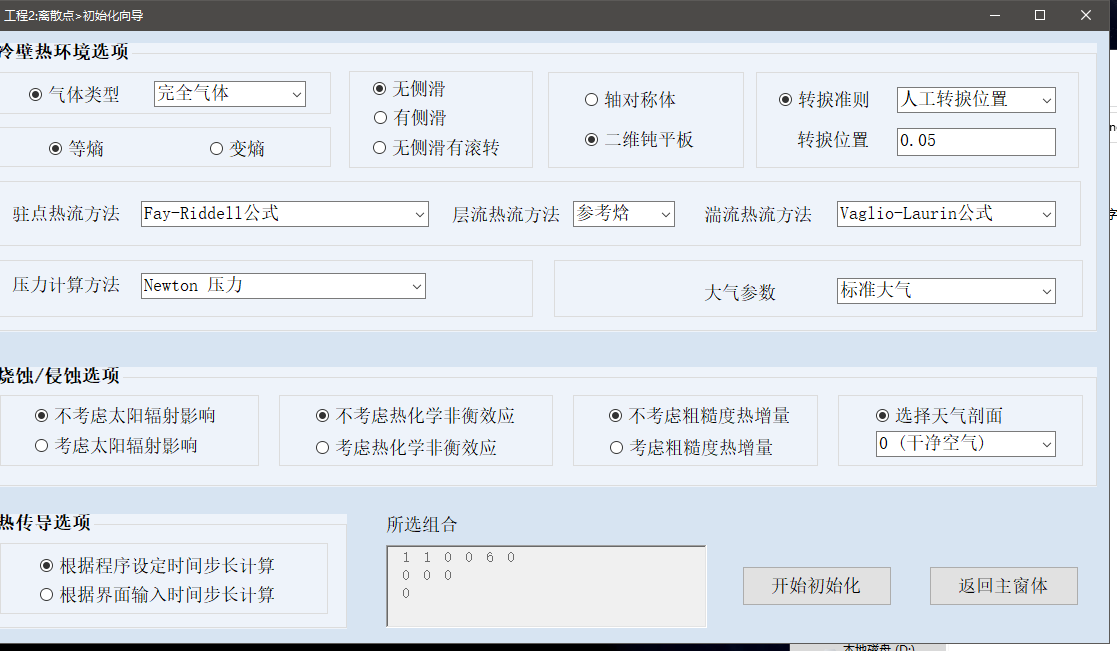 工程2:离散点>初始化向导
冷壁热环境选项
气体类型 完全气体
等熵 变熵
无侧滑
有侧滑
无侧滑有滚转
轴对称体
二维钝平板
转捩准则 人工转捩位置
转捩位置 0.05
驻点热流方法 Fay-Riddell公式 层流热流方法 参考焓 湍流热流方法 Vaglio-Laurin公式
压力计算方法 Newton 压力
大气参数 标准大气
烧蚀/侵蚀选项
不考虑太阳辐射影响
考虑太阳辐射影响
不考虑热化学非衡效应
考虑热化学非衡效应
不考虑粗糙度热增量
考虑粗糙度热增量
选择天气剖面
0 (干净空气)
热传导选项
根据程序设定时间步长计算
根据界面输入时间步长计算
所选组合
1 1 0 0 6 0
0 0 0
0
开始初始化 返回主窗体